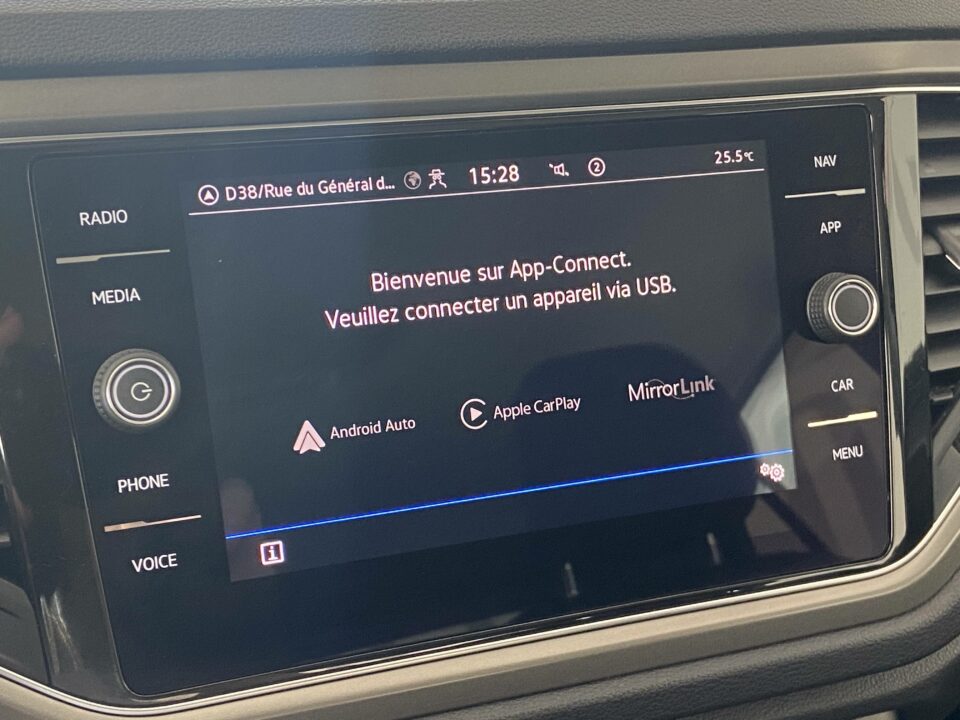 D38/Rue du Général d... 15:28 2 25.5°C
Bienvenue sur App-Connect.
Veuillez connecter un appareil via USB.
Android Auto
Apple CarPlay
MirrorLink
i
RADIO
MEDIA
PHONE
VOICE
NAV
APP
CAR
MENU